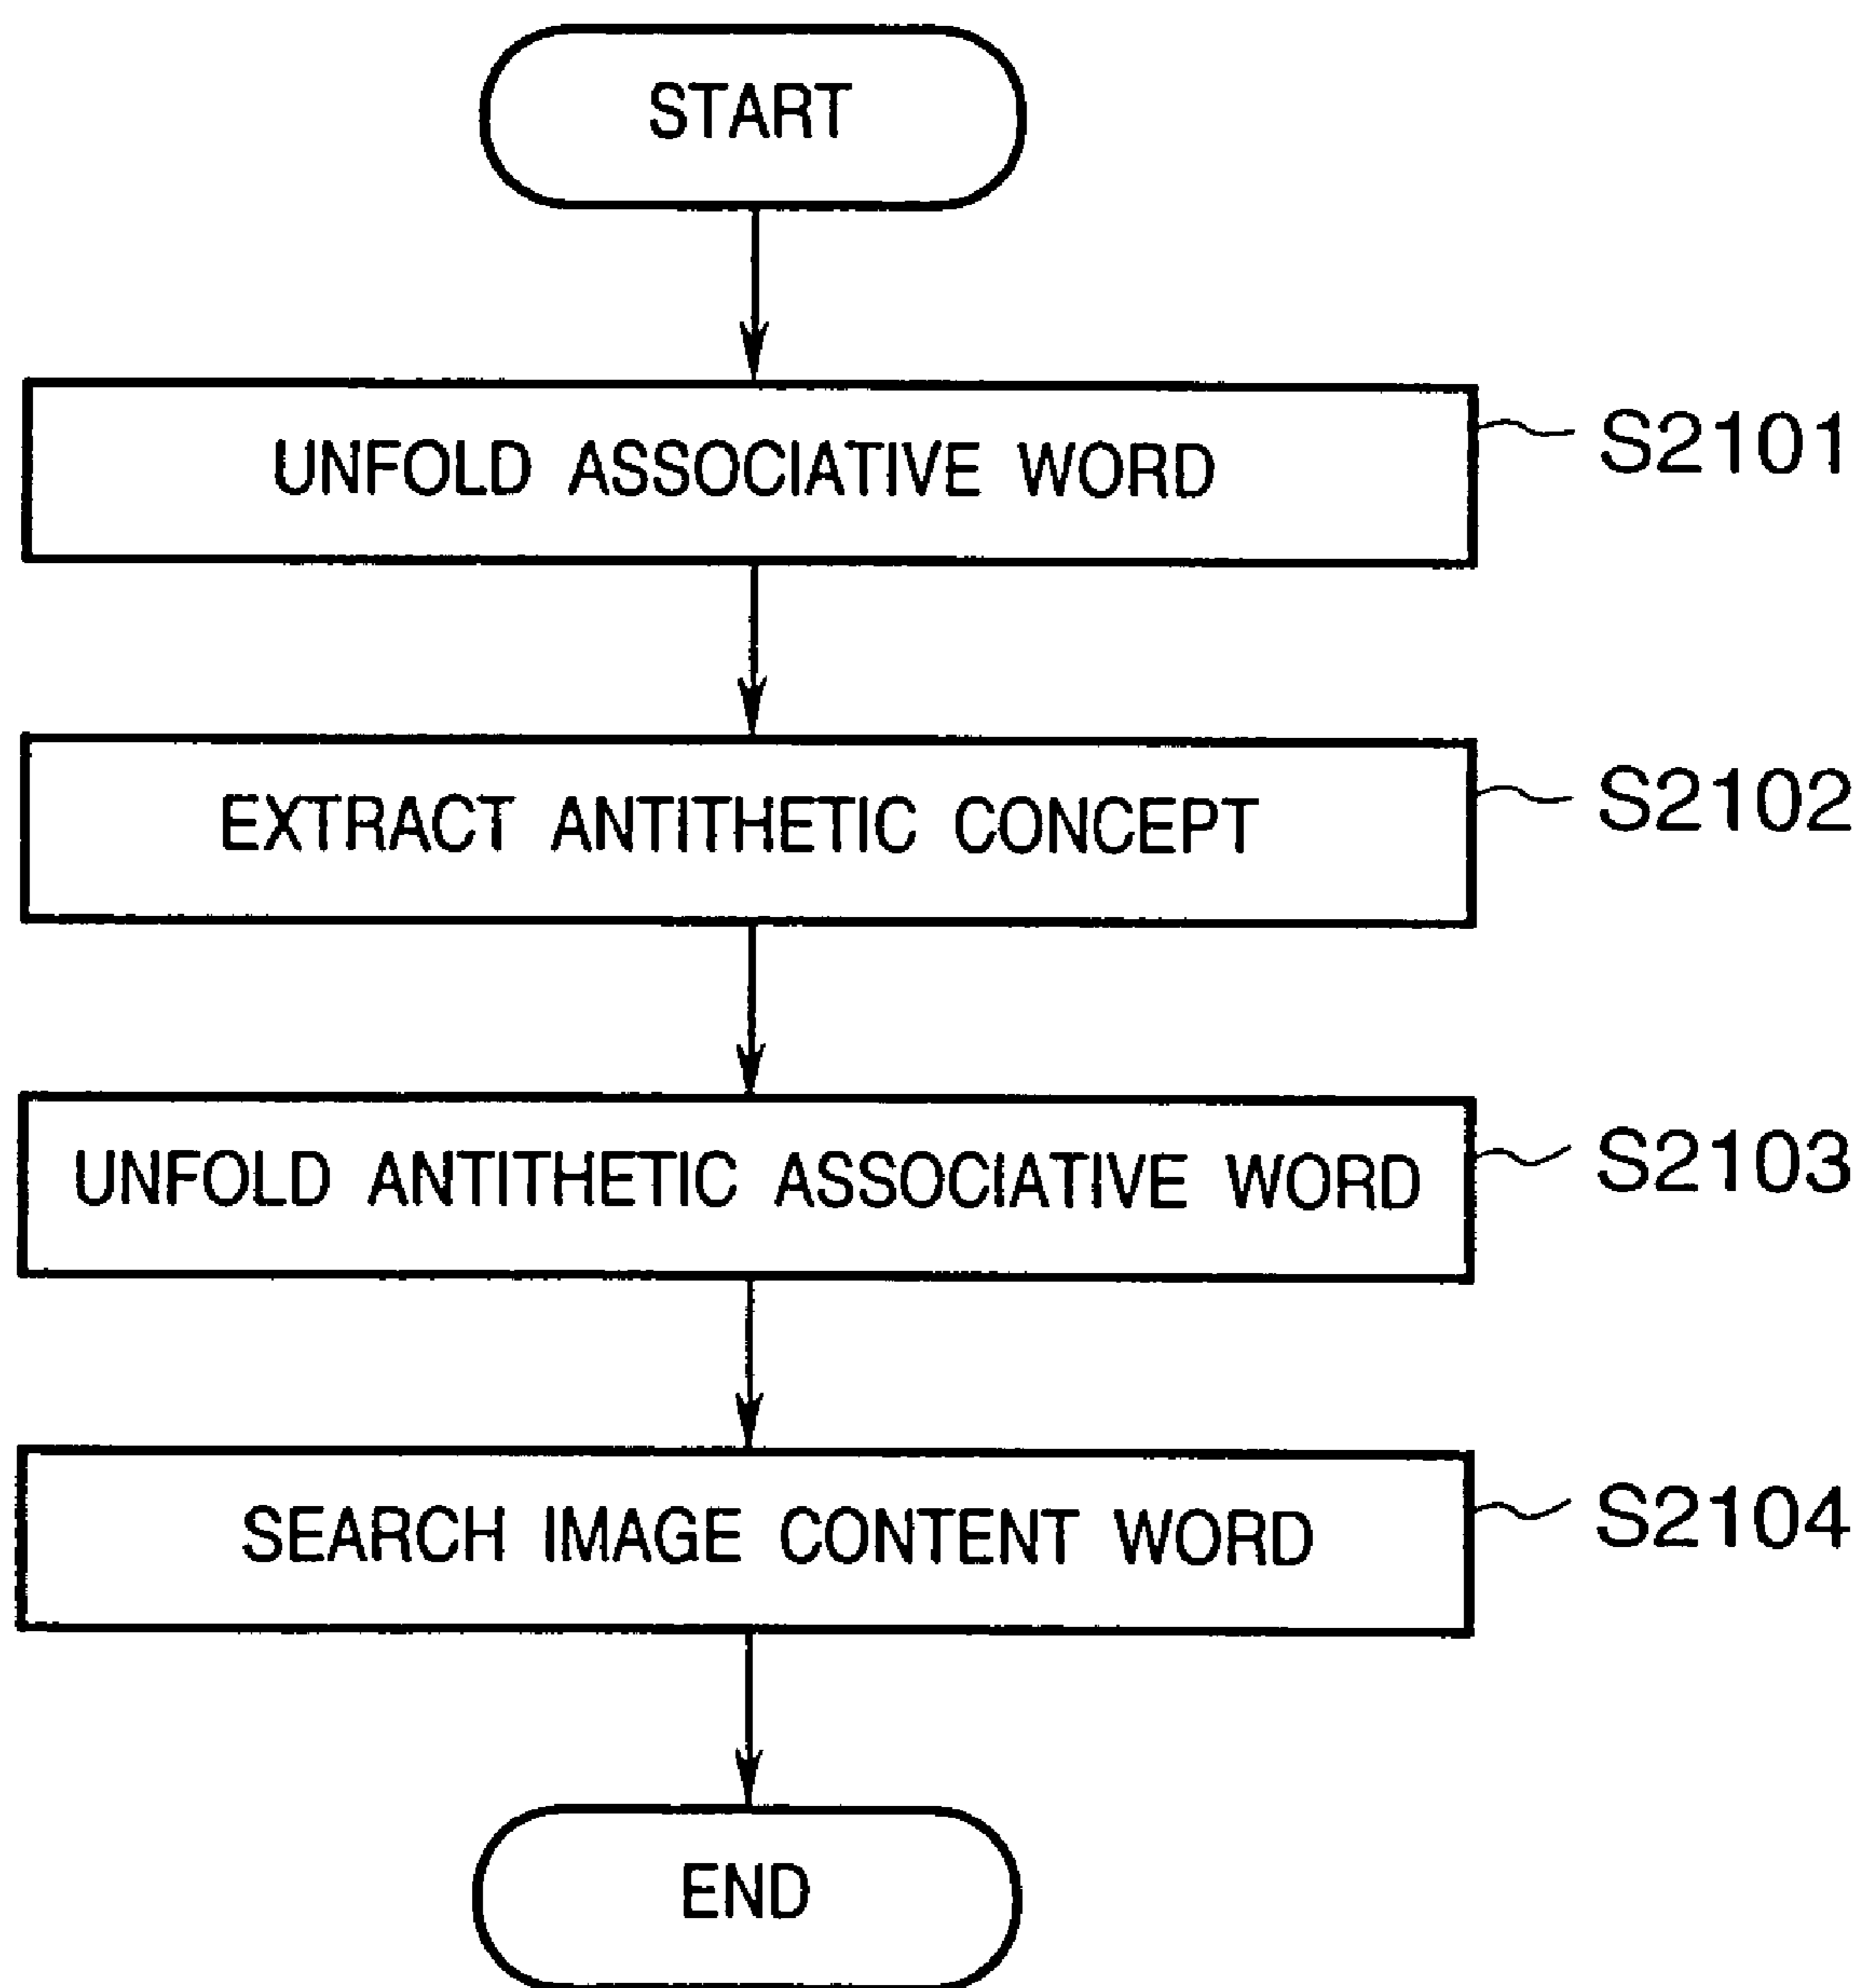 START
UNFOLD ASSOCIATIVE WORD S2101
EXTRACT ANTITHETIC CONCEPT S2102
UNFOLD ANTITHETIC ASSOCIATIVE WORD S2103
SEARCH IMAGE CONTENT WORD S2104
END